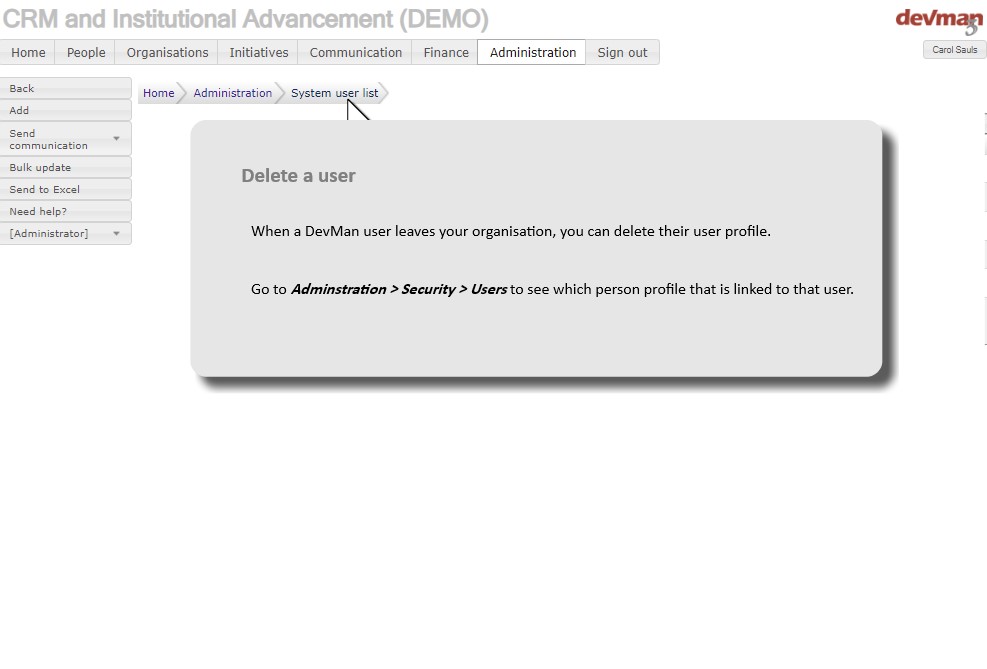 CRM and Institutional Advancement (DEMO)
devman
3
Home People Organisations Initiatives Communication Finance Administration Sign out
Carol Sauls
Back
Add
Send
communication
Bulk update
Send to Excel
Need help?
[Administrator]
Home Administration System user list
Delete a user
When a DevMan user leaves your organisation, you can delete their user profile.
Go to Adminstration > Security > Users to see which person profile that is linked to that user.